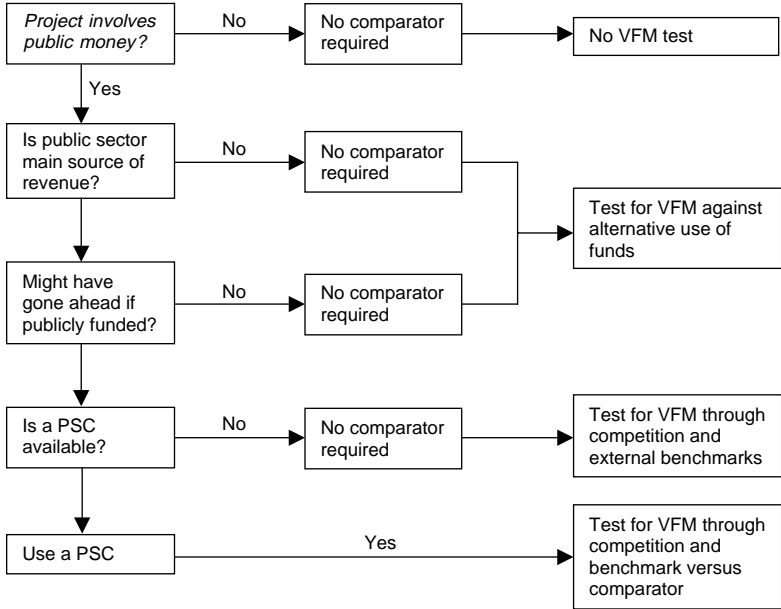 Project involves
public money?
No
No comparator
required
No VFM test
Yes
Is public sector
main source of
revenue?
No
No comparator
required
Test for VFM against
alternative use of
funds
Might have
gone ahead if
publicly funded?
No
No comparator
required
Is a PSC
available?
No
No comparator
required
Test for VFM through
competition and
external benchmarks
Use a PSC
Yes
Test for VFM through
competition and
benchmark versus
comparator